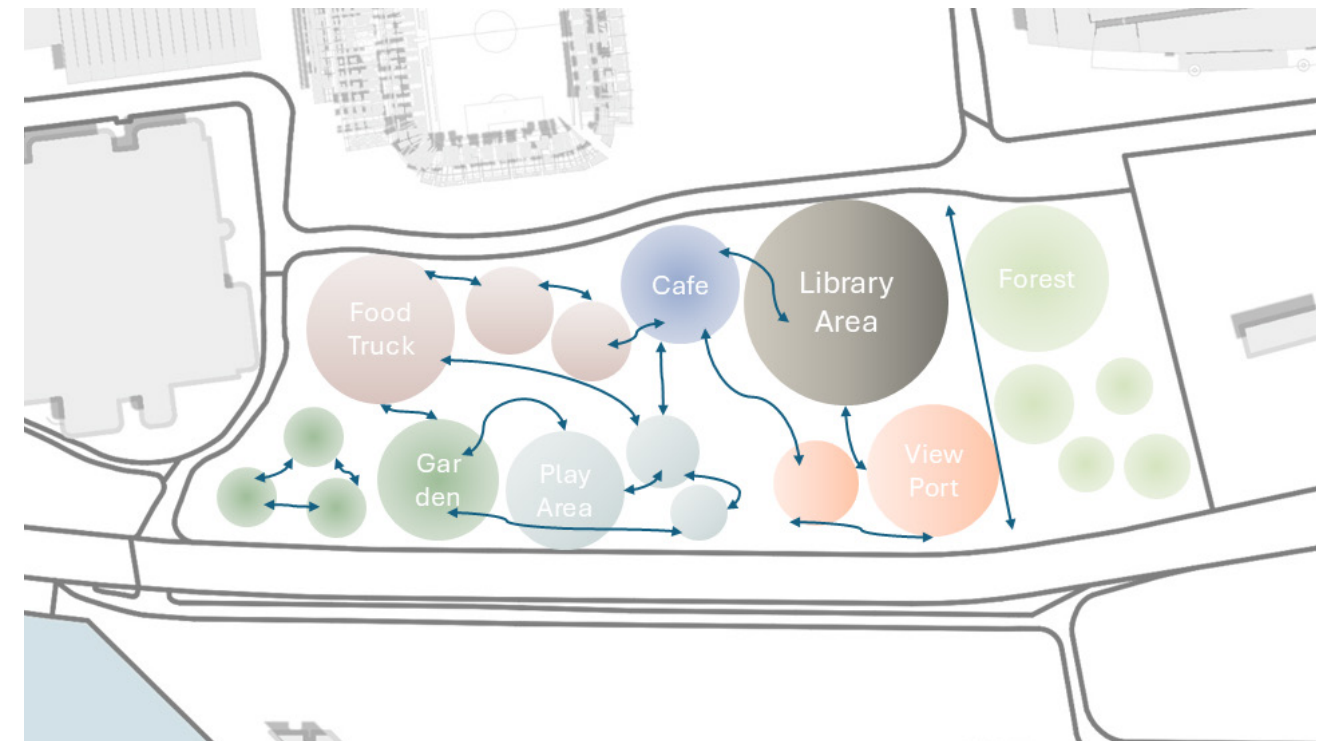 Cafe
Library
Area
Forest
Food
Truck
Gar
den
Play
Area
View
Port